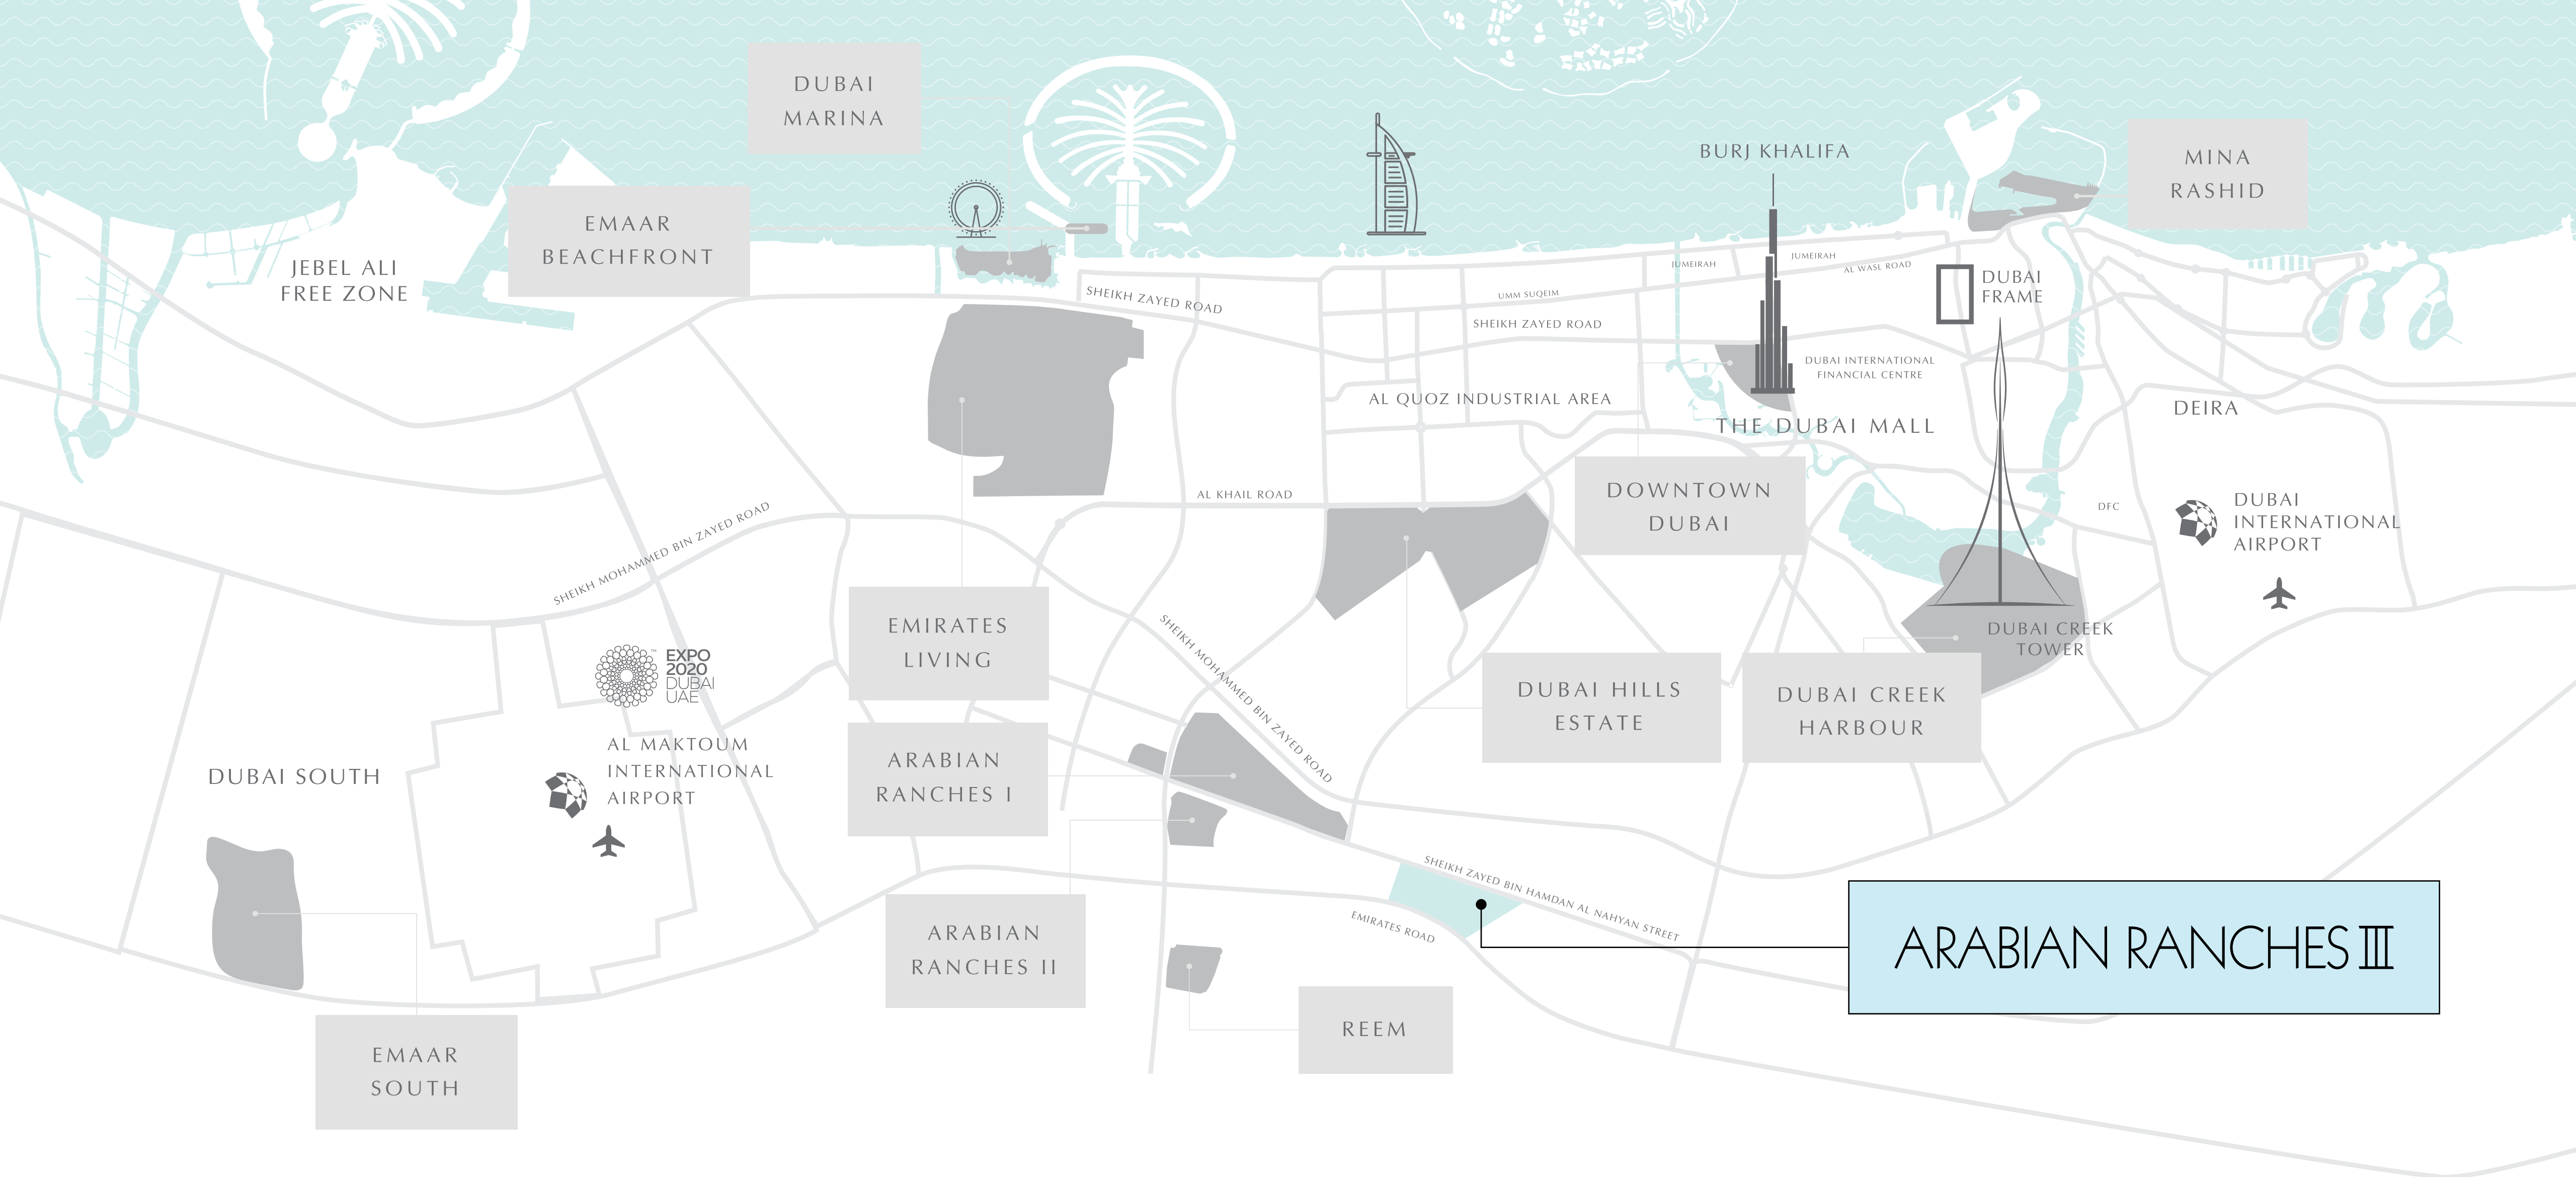 DUBAI
MARINA
BURJ KHALIFA
MINA
RASHID
EMAAR
BEACHFRONT
JEBEL ALI
FREE ZONE
JUMEIRAH
JUMEIRAH
AL WASL ROAD
DUBAI
FRAME
SHEIKH ZAYED ROAD
UMM SUQEIM
SHEIKH ZAYED ROAD
DUBAI INTERNATIONAL
FINANCIAL CENTRE
AL QUOZ INDUSTRIAL AREA
THE DUBAI MALL
DEIRA
AL KHAIL ROAD
DOWNTOWN
DUBAI
DFC
DUBAI
INTERNATIONAL
AIRPORT
SHEIKH MOHAMMED BIN ZAYED ROAD
EMIRATES
LIVING
SHEIKH MOHAMMED BIN ZAYED ROAD
DUBAI CREEK
TOWER
EXPO
2020
DUBAI
UAE
DUBAI HILLS
ESTATE
DUBAI CREEK
HARBOUR
AL MAKTOUM
INTERNATIONAL
AIRPORT
DUBAI SOUTH
ARABIAN
RANCHES I
SHEIKH ZAYED BIN HAMDAN AL NAHYAN STREET
EMIRATES ROAD
ARABIAN
RANCHES II
ARABIAN RANCHES III
REEM
EMAAR
SOUTH